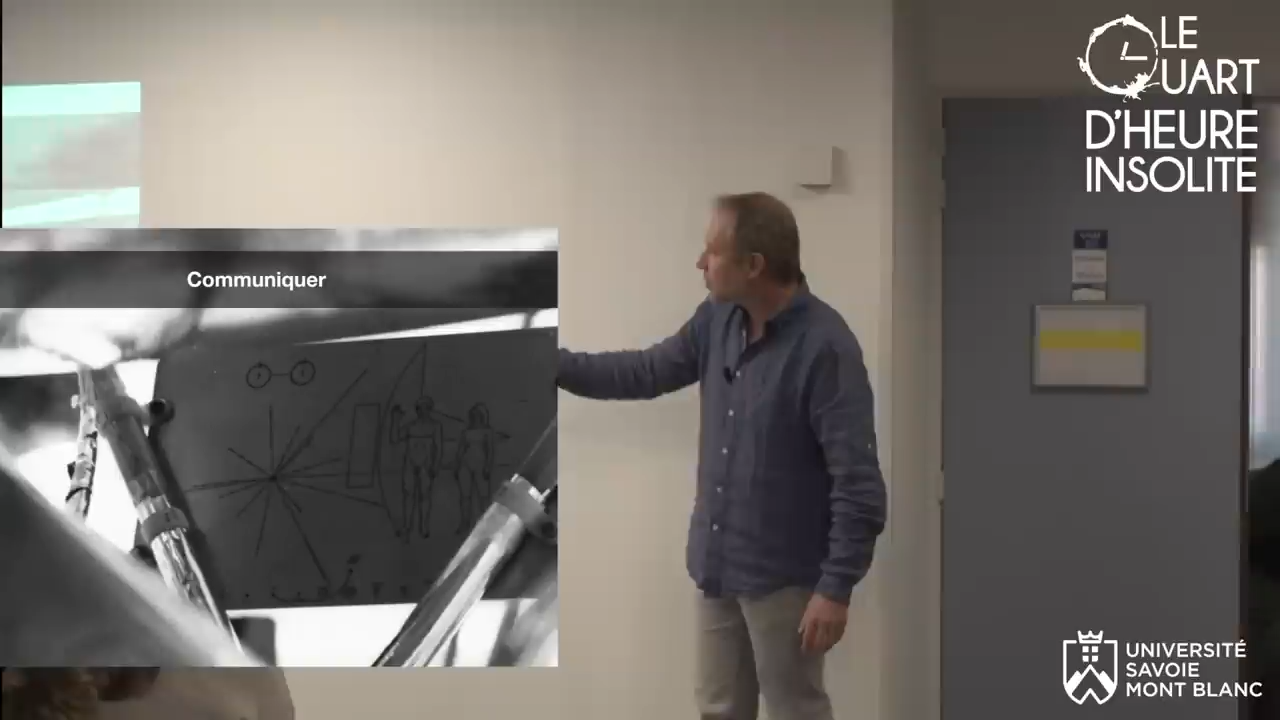 LE
QUART
D'HEURE
INSOLITE
Communiquer
UNIVERSITÉ
SAVOIE
MONT BLANC